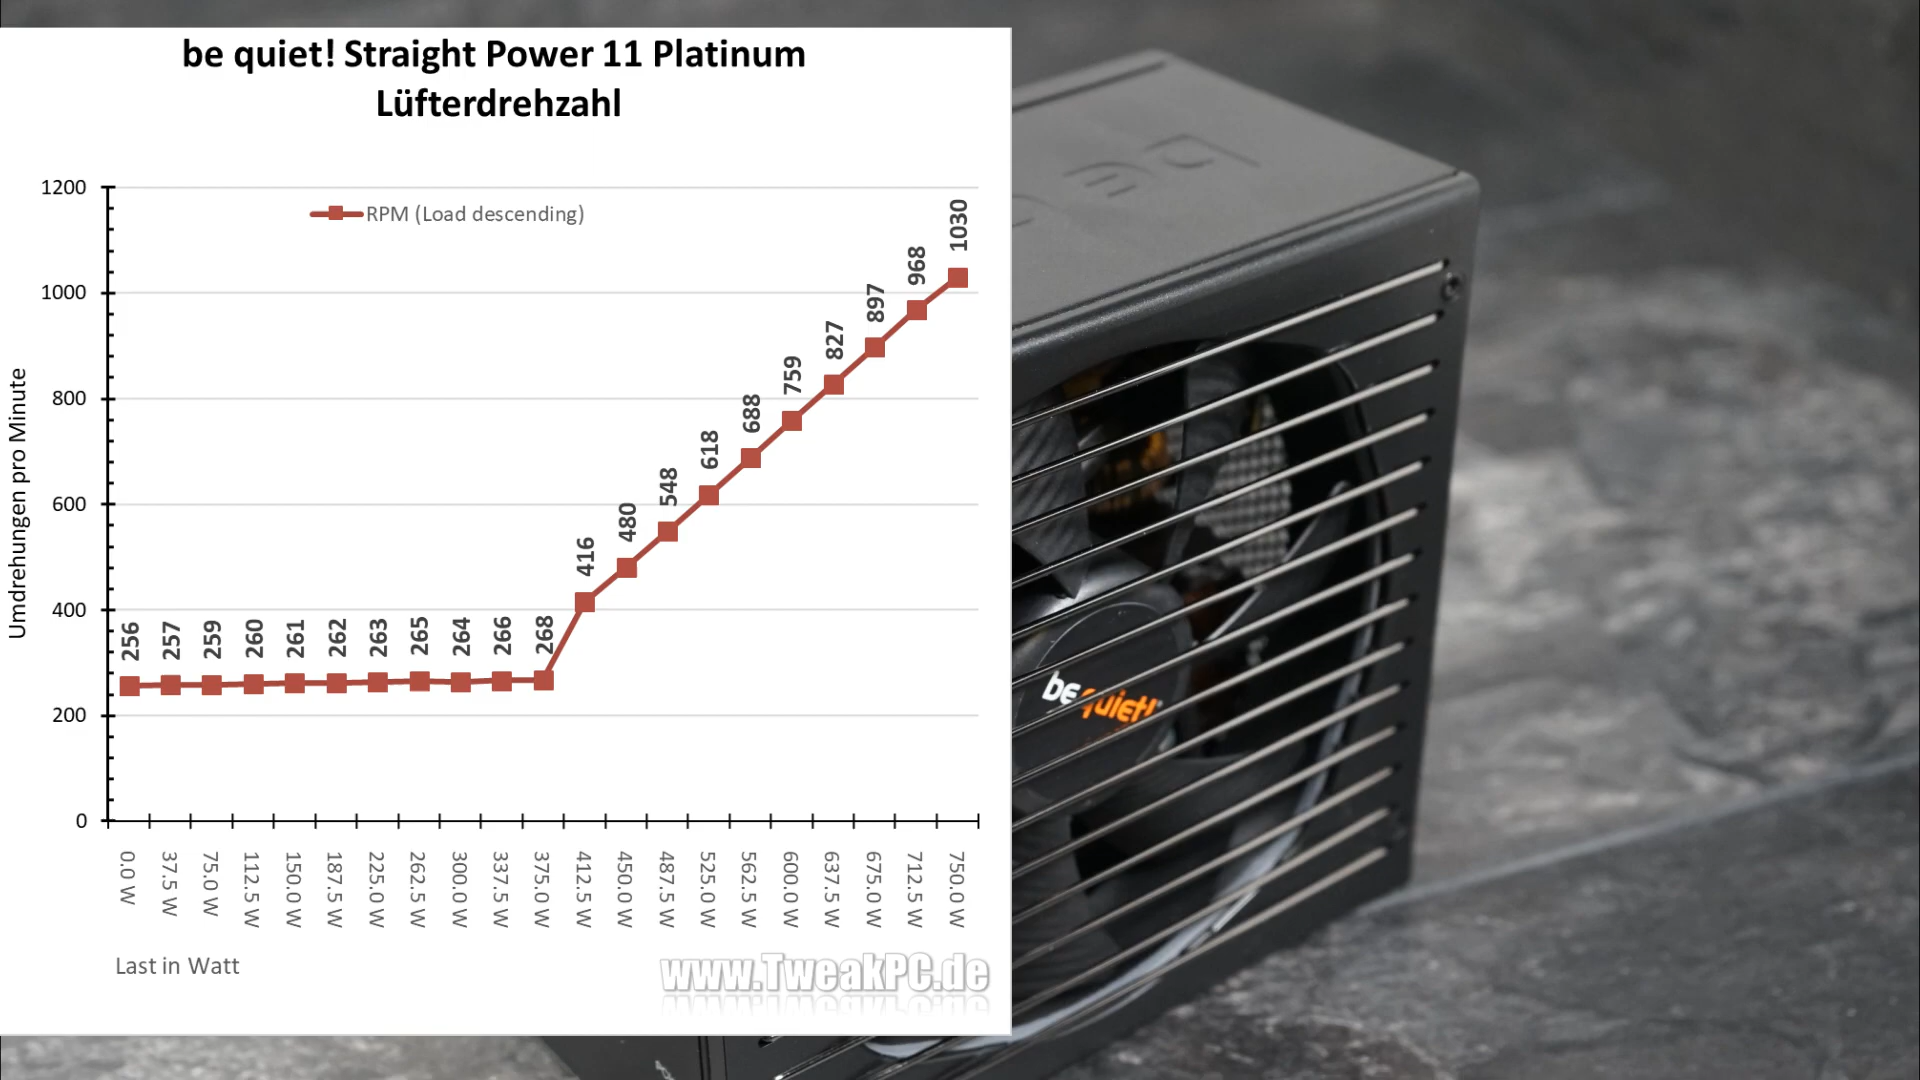 be quiet! Straight Power 11 Platinum
Lüfterdrehzahl
RPM (Load descending)
Umdrehungen pro Minute
1200
1000
800
600
400
200
0
256
257
259
260
261
262
263
265
264
266
268
416
480
548
618
688
759
827
897
968
1030
0.0 W
37.5 W
75.0 W
112.5 W
150.0 W
187.5 W
225.0 W
262.5 W
300.0 W
337.5 W
375.0 W
412.5 W
450.0 W
487.5 W
525.0 W
562.5 W
600.0 W
637.5 W
675.0 W
712.5 W
750.0 W
Last in Watt
www.TweakPC.de
be quiet!